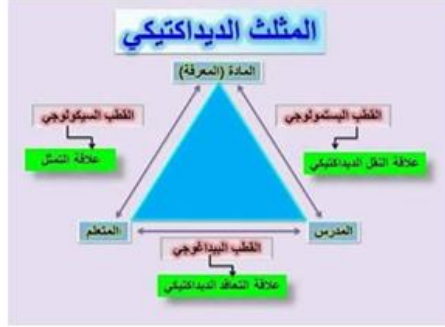 المثلث الديداكتيكي
المادة (المعرفة)
القطب البستمولوجي
القطب السيكولوجي
علاقة النقل الديداكتيكي
علاقة التمثل
المدرس
المتعلم
القطب البيداغوجي
علاقة التعاقد الديداكتيكي